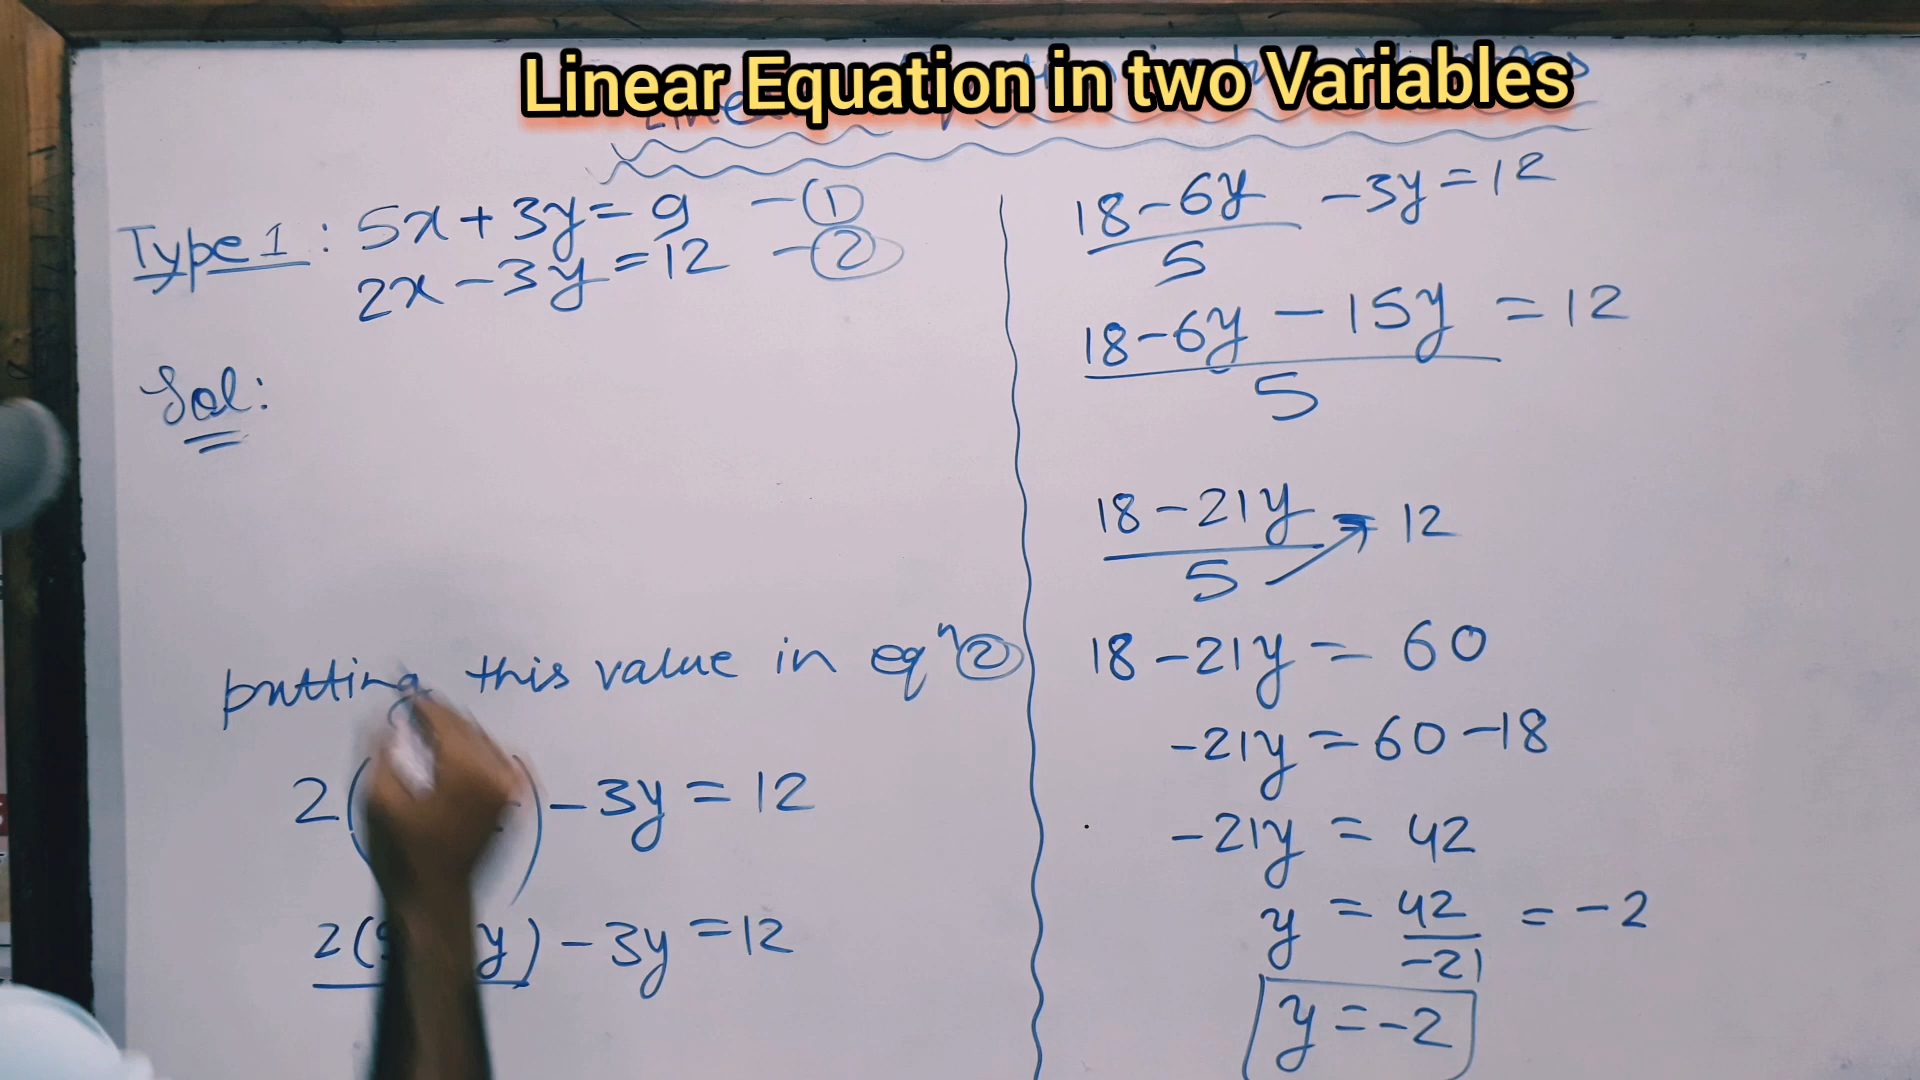 Linear Equation in two Variables
Type 1: 5x + 3y = 9 - ①
2x - 3y = 12 - ②
Sol:
putting this value in eqⁿ ②
2( ) - 3y = 12
2( y) - 3y = 12
18 - 6y - 3y = 12
5
18 - 6y - 15y = 12
5
18 - 21y = 12
5
18 - 21y = 60
-21y = 60 - 18
-21y = 42
y = 42 = -2
-21
y = -2